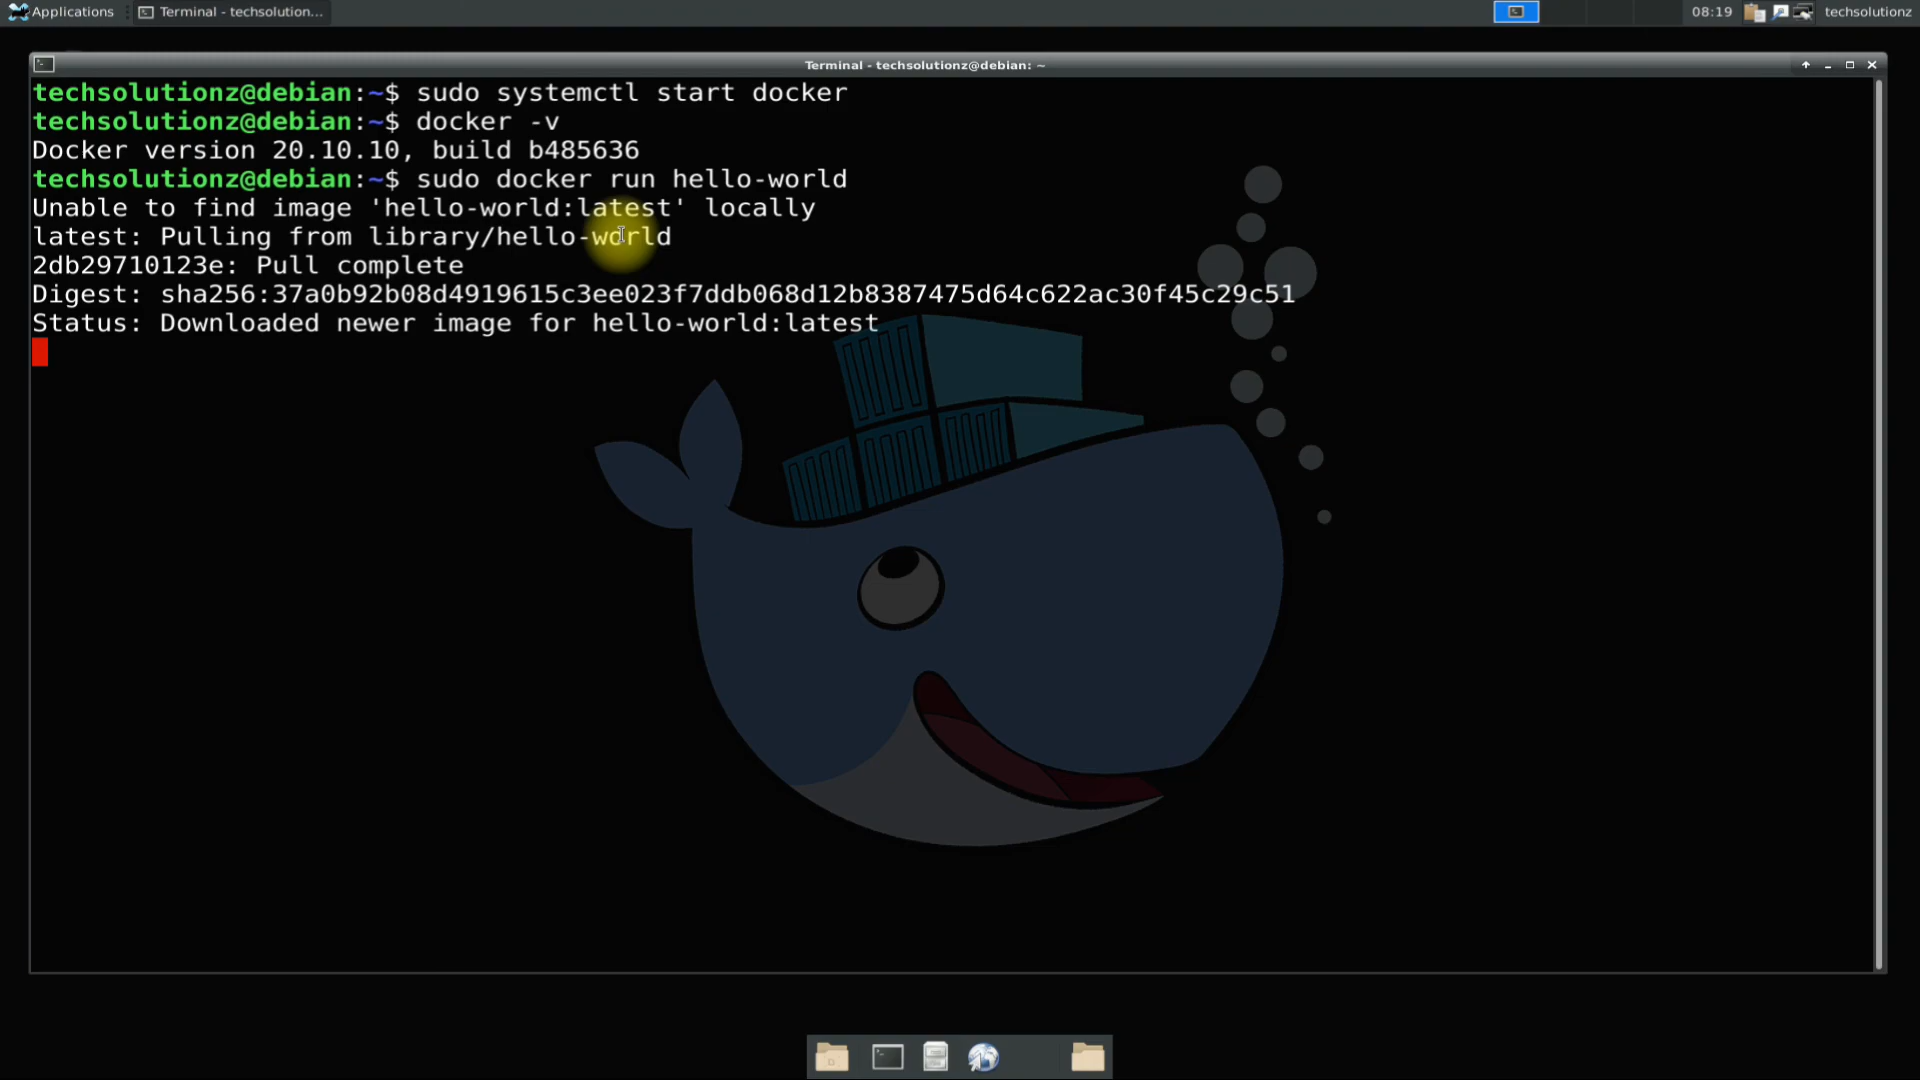 Applications
Terminal - techsolution...
08:19
techsolutionz
Terminal - techsolutionz@debian: ~
techsolutionz@debian:~$ sudo systemctl start docker
techsolutionz@debian:~$ docker -v
Docker version 20.10.10, build b485636
techsolutionz@debian:~$ sudo docker run hello-world
Unable to find image 'hello-world:latest' locally
latest: Pulling from library/hello-world
2db29710123e: Pull complete
Digest: sha256:37a0b92b08d4919615c3ee023f7ddb068d12b8387475d64c622ac30f45c29c51
Status: Downloaded newer image for hello-world:latest